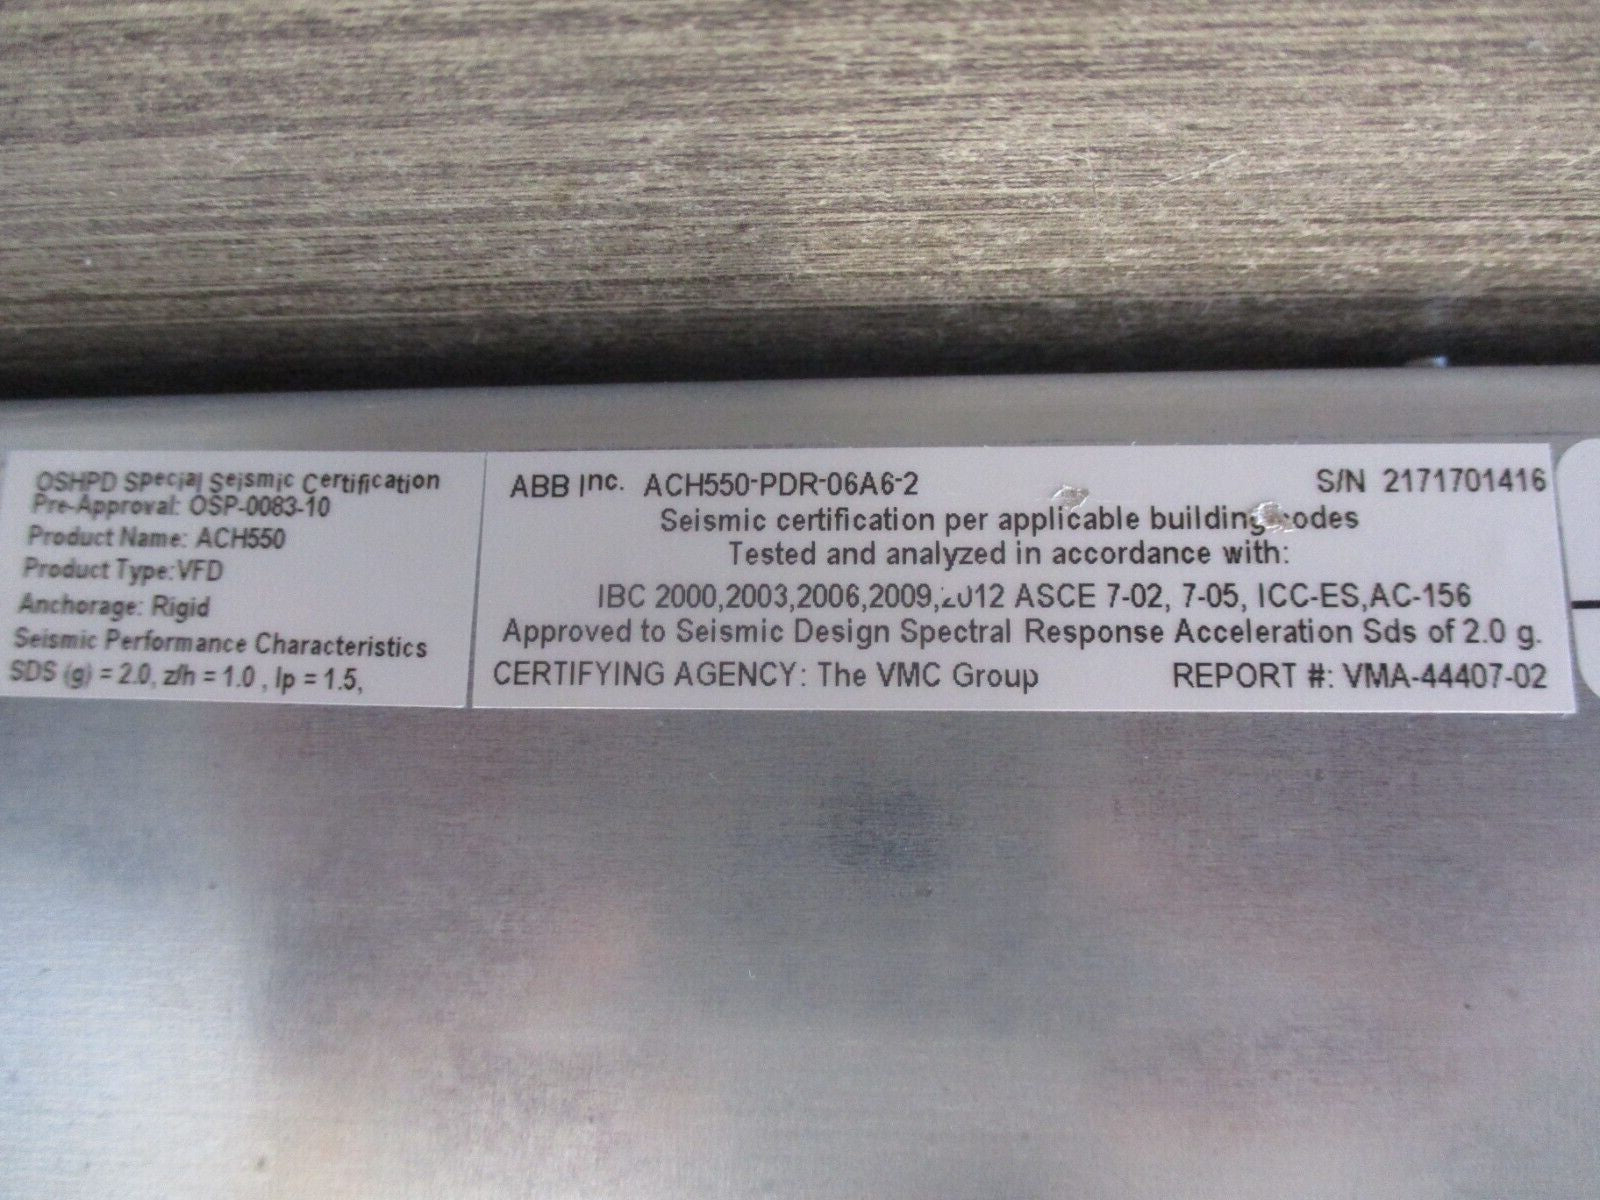 OSHPD Special Seismic Certification
Pre-Approval: OSP-0083-10
Product Name: ACH550
Product Type:VFD
Anchorage: Rigid
Seismic Performance Characteristics
SDS (g) = 2.0, z/h = 1.0 , Ip = 1.5,
ABB Inc. ACH550-PDR-06A6-2 S/N 2171701416
Seismic certification per applicable building codes
Tested and analyzed in accordance with:
IBC 2000,2003,2006,2009,2012 ASCE 7-02, 7-05, ICC-ES,AC-156
Approved to Seismic Design Spectral Response Acceleration Sds of 2.0 g.
CERTIFYING AGENCY: The VMC Group REPORT #: VMA-44407-02